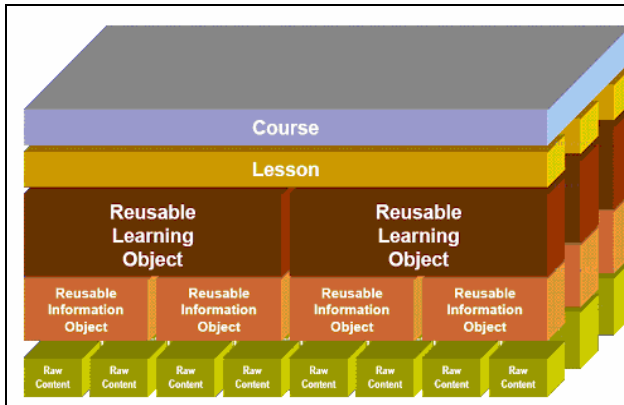 Course
Lesson
Reusable
Learning
Object
Reusable
Learning
Object
Reusable
Information
Object
Reusable
Information
Object
Reusable
Information
Object
Reusable
Information
Object
Raw
Content
Raw
Content
Raw
Content
Raw
Content
Raw
Content
Raw
Content
Raw
Content
Raw
Content